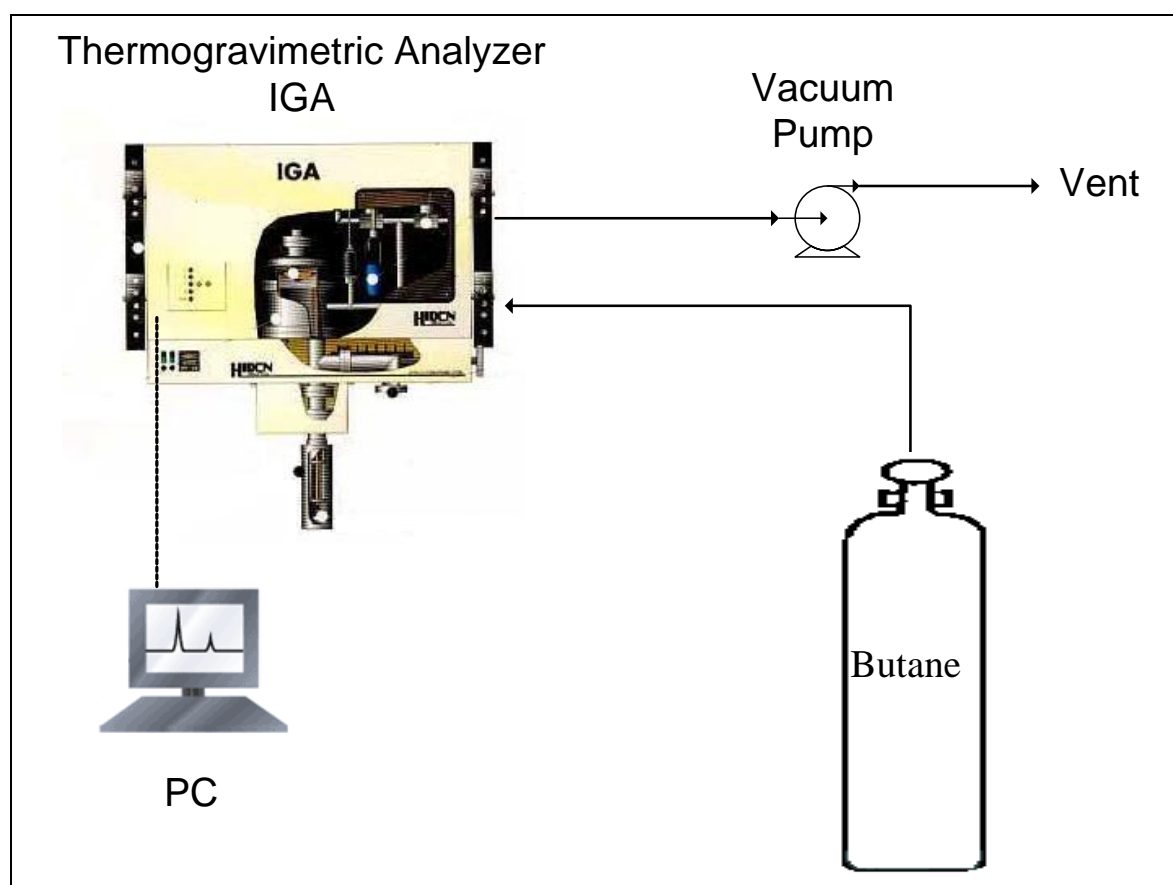 Thermogravimetric Analyzer
IGA
Vacuum
Pump
Vent
IGA
HIDEN
HIDEN
Butane
PC